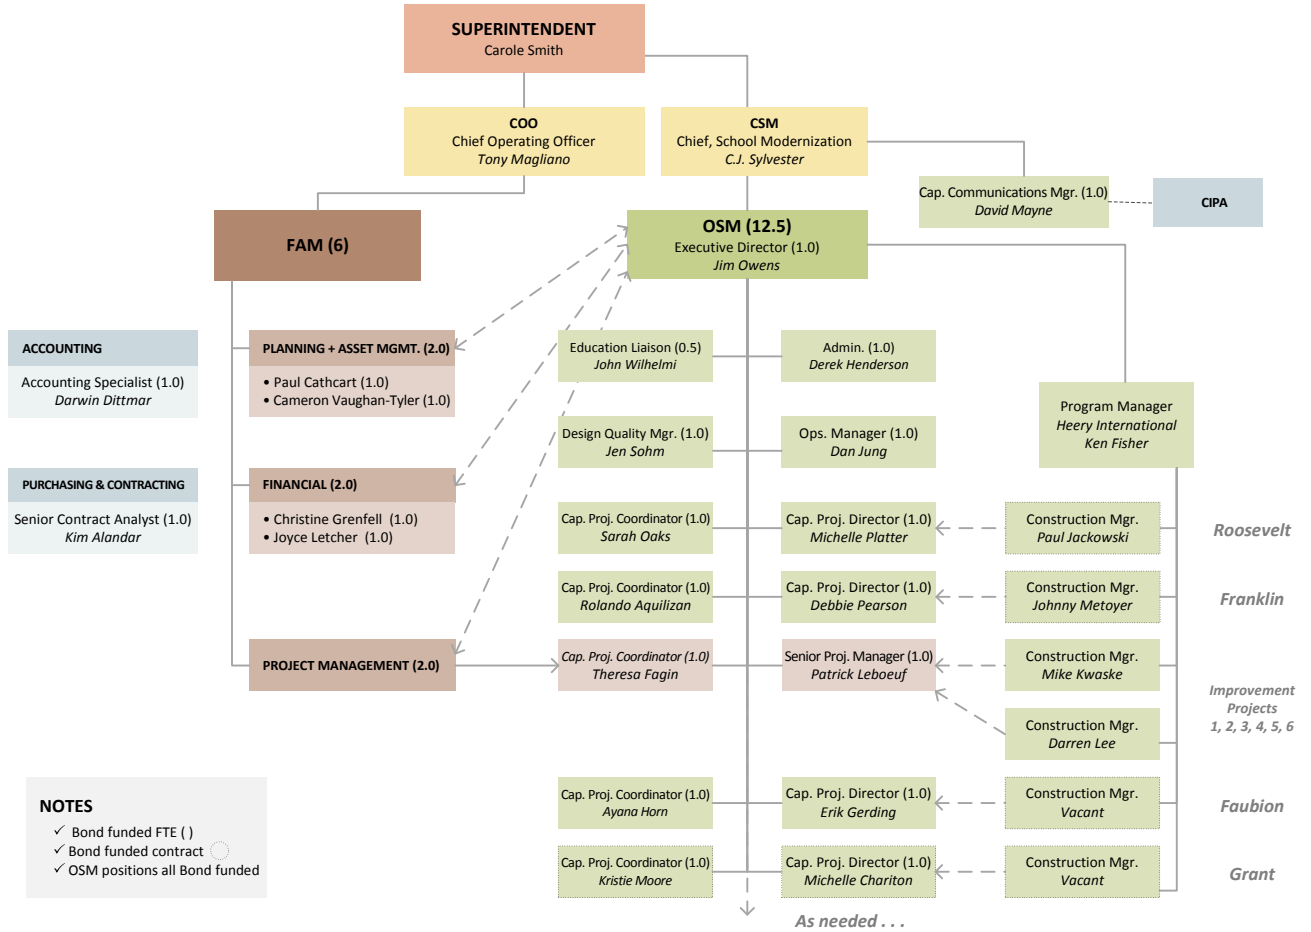 SUPERINTENDENT
Carole Smith
COO
Chief Operating Officer
Tony Magliano
CSM
Chief, School Modernization
C.J. Sylvester
Cap. Communications Mgr. (1.0)
David Mayne
CIPA
FAM (6)
OSM (12.5)
Executive Director (1.0)
Jim Owens
ACCOUNTING
Accounting Specialist (1.0)
Darwin Dittmar
PLANNING + ASSET MGMT. (2.0)
• Paul Cathcart (1.0)
• Cameron Vaughan-Tyler (1.0)
Education Liaison (0.5)
John Wilhelmi
Admin. (1.0)
Derek Henderson
Program Manager
Heery International
Ken Fisher
Design Quality Mgr. (1.0)
Jen Sohm
Ops. Manager (1.0)
Dan Jung
PURCHASING & CONTRACTING
Senior Contract Analyst (1.0)
Kim Alandar
FINANCIAL (2.0)
• Christine Grenfell (1.0)
• Joyce Letcher (1.0)
Cap. Proj. Coordinator (1.0)
Sarah Oaks
Cap. Proj. Director (1.0)
Michelle Platter
Construction Mgr.
Paul Jackowski
Roosevelt
Cap. Proj. Coordinator (1.0)
Rolando Aquilizan
Cap. Proj. Director (1.0)
Debbie Pearson
Construction Mgr.
Johnny Metoyer
Franklin
PROJECT MANAGEMENT (2.0)
Cap. Proj. Coordinator (1.0)
Theresa Fagin
Senior Proj. Manager (1.0)
Patrick Leboeuf
Construction Mgr.
Mike Kwaske
Improvement
Projects
1, 2, 3, 4, 5, 6
Construction Mgr.
Darren Lee
Cap. Proj. Coordinator (1.0)
Ayana Horn
Cap. Proj. Director (1.0)
Erik Gerding
Construction Mgr.
Vacant
Faubion
Cap. Proj. Coordinator (1.0)
Kristie Moore
Cap. Proj. Director (1.0)
Michelle Chariton
Construction Mgr.
Vacant
Grant
As needed . . .
NOTES
✓ Bond funded FTE ( )
✓ Bond funded contract
✓ OSM positions all Bond funded